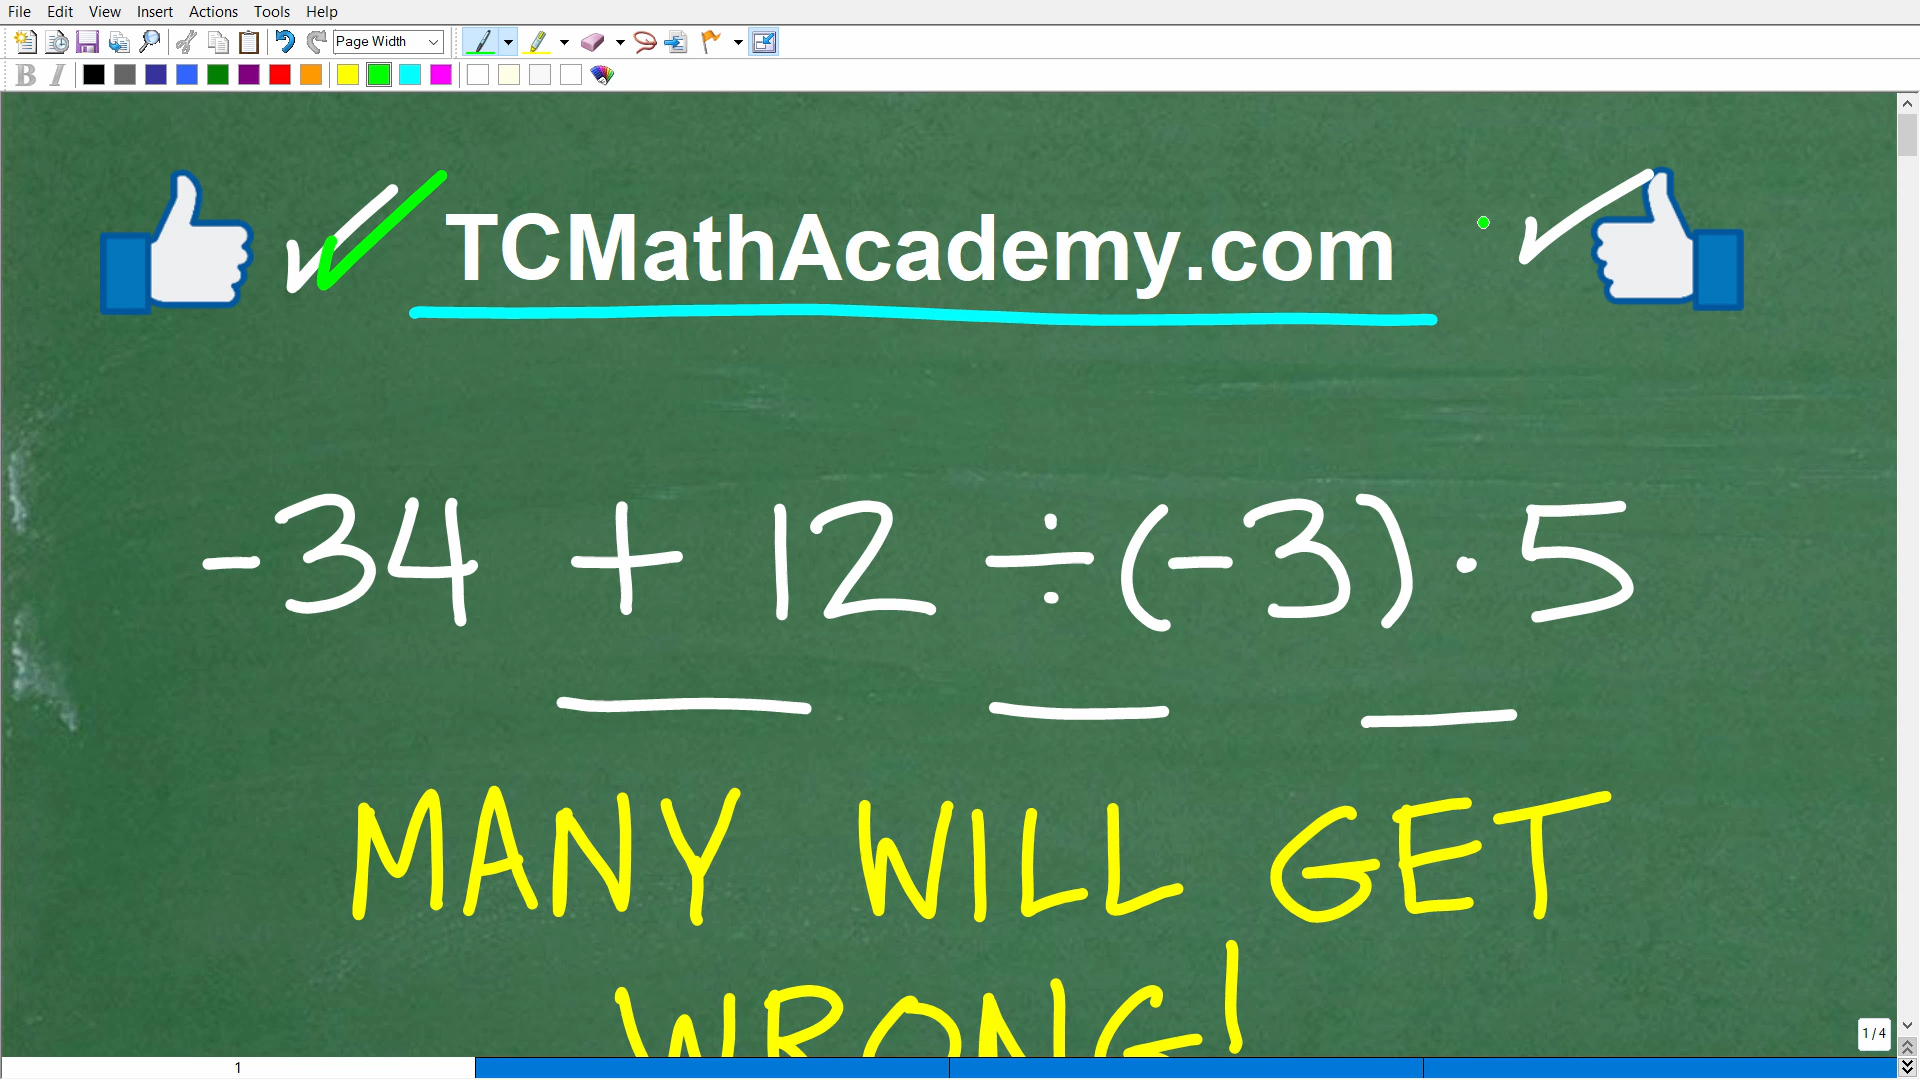 File Edit View Insert Actions Tools Help
Page Width
B I
TCMathAcademy.com
-34 + 12 ÷ (-3) · 5
MANY WILL GET
WRONG!
1 / 4
1